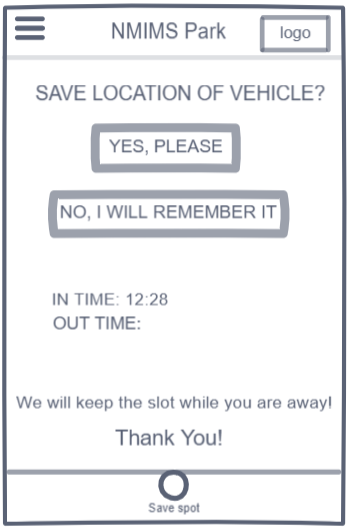 NMIMS Park
logo
SAVE LOCATION OF VEHICLE?
YES, PLEASE
NO, I WILL REMEMBER IT
IN TIME: 12:28
OUT TIME:
We will keep the slot while you are away!
Thank You!
Save spot